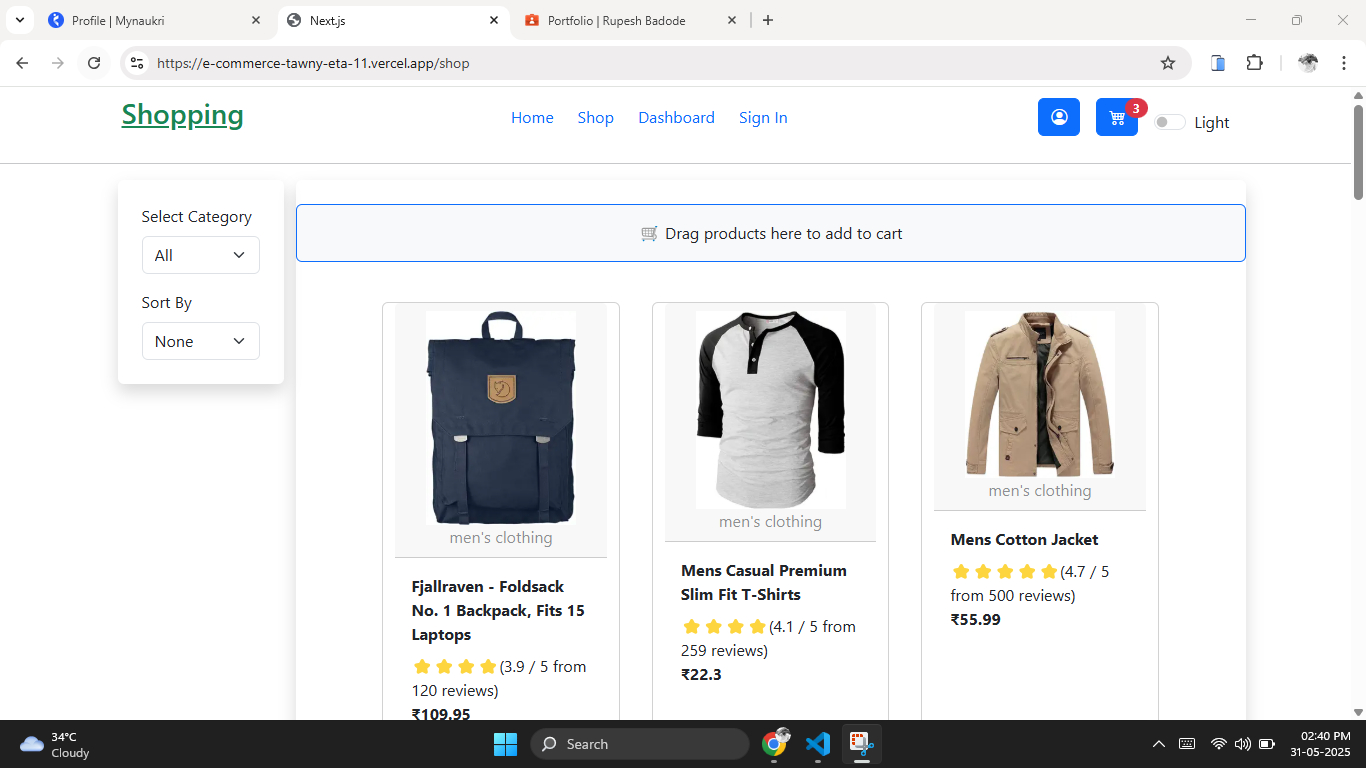 Profile | Mynaukri
Next.js
Portfolio | Rupesh Badode
https://e-commerce-tawny-eta-11.vercel.app/shop
Shopping
Home Shop Dashboard Sign In
3
Light
Select Category
All
Sort By
None
🛒 Drag products here to add to cart
men's clothing
Fjallraven - Foldsack
No. 1 Backpack, Fits 15
Laptops
(3.9 / 5 from
120 reviews)
₹109.95
men's clothing
Mens Casual Premium
Slim Fit T-Shirts
(4.1 / 5 from
259 reviews)
₹22.3
men's clothing
Mens Cotton Jacket
(4.7 / 5
from 500 reviews)
₹55.99
34°C
Cloudy
Search
02:40 PM
31-05-2025